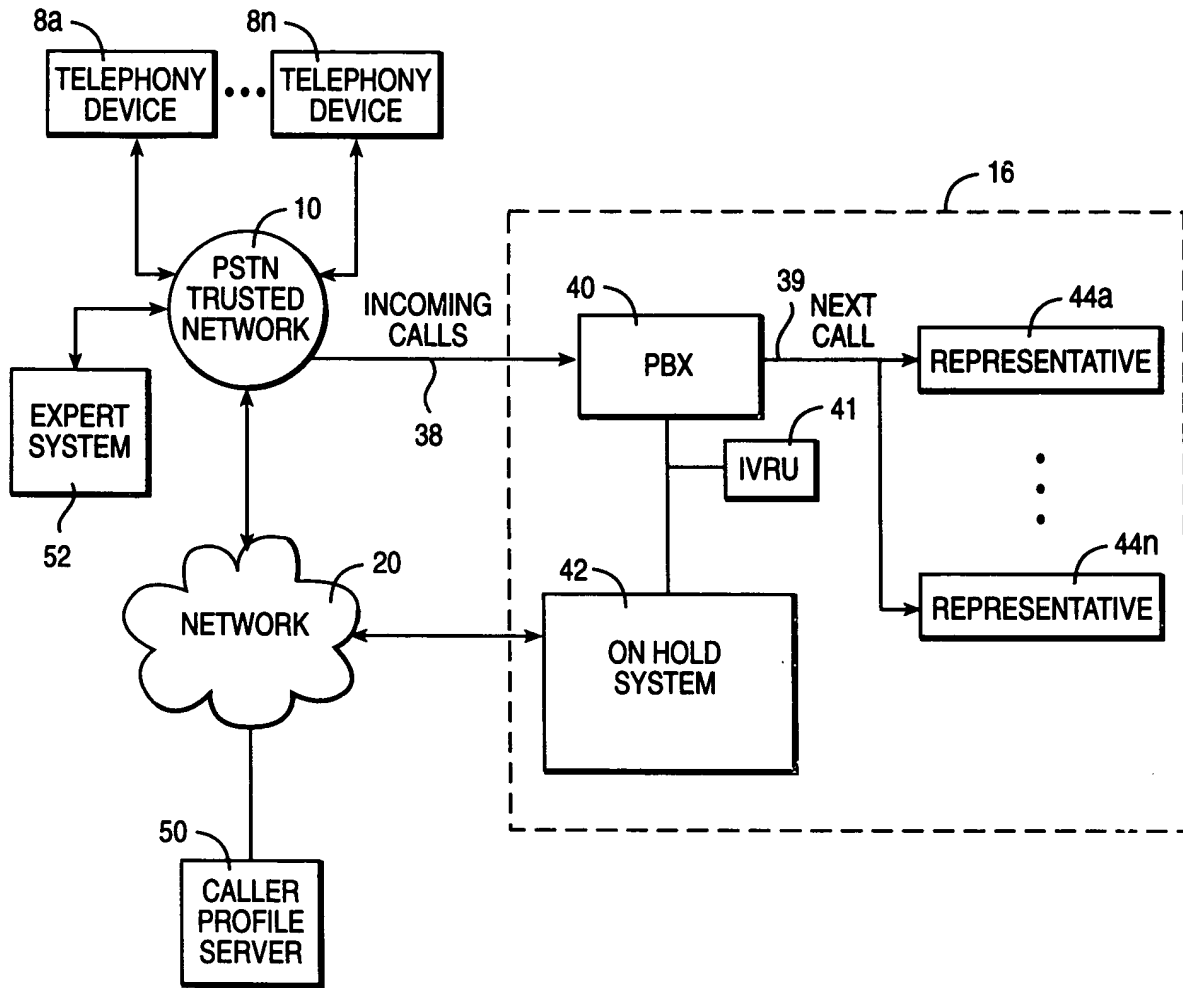 8a
8n
TELEPHONY
DEVICE
TELEPHONY
DEVICE
10
16
PSTN
TRUSTED
NETWORK
INCOMING
CALLS
38
40
PBX
39
NEXT
CALL
44a
REPRESENTATIVE
41
IVRU
EXPERT
SYSTEM
52
44n
REPRESENTATIVE
20
NETWORK
42
ON HOLD
SYSTEM
50
CALLER
PROFILE
SERVER